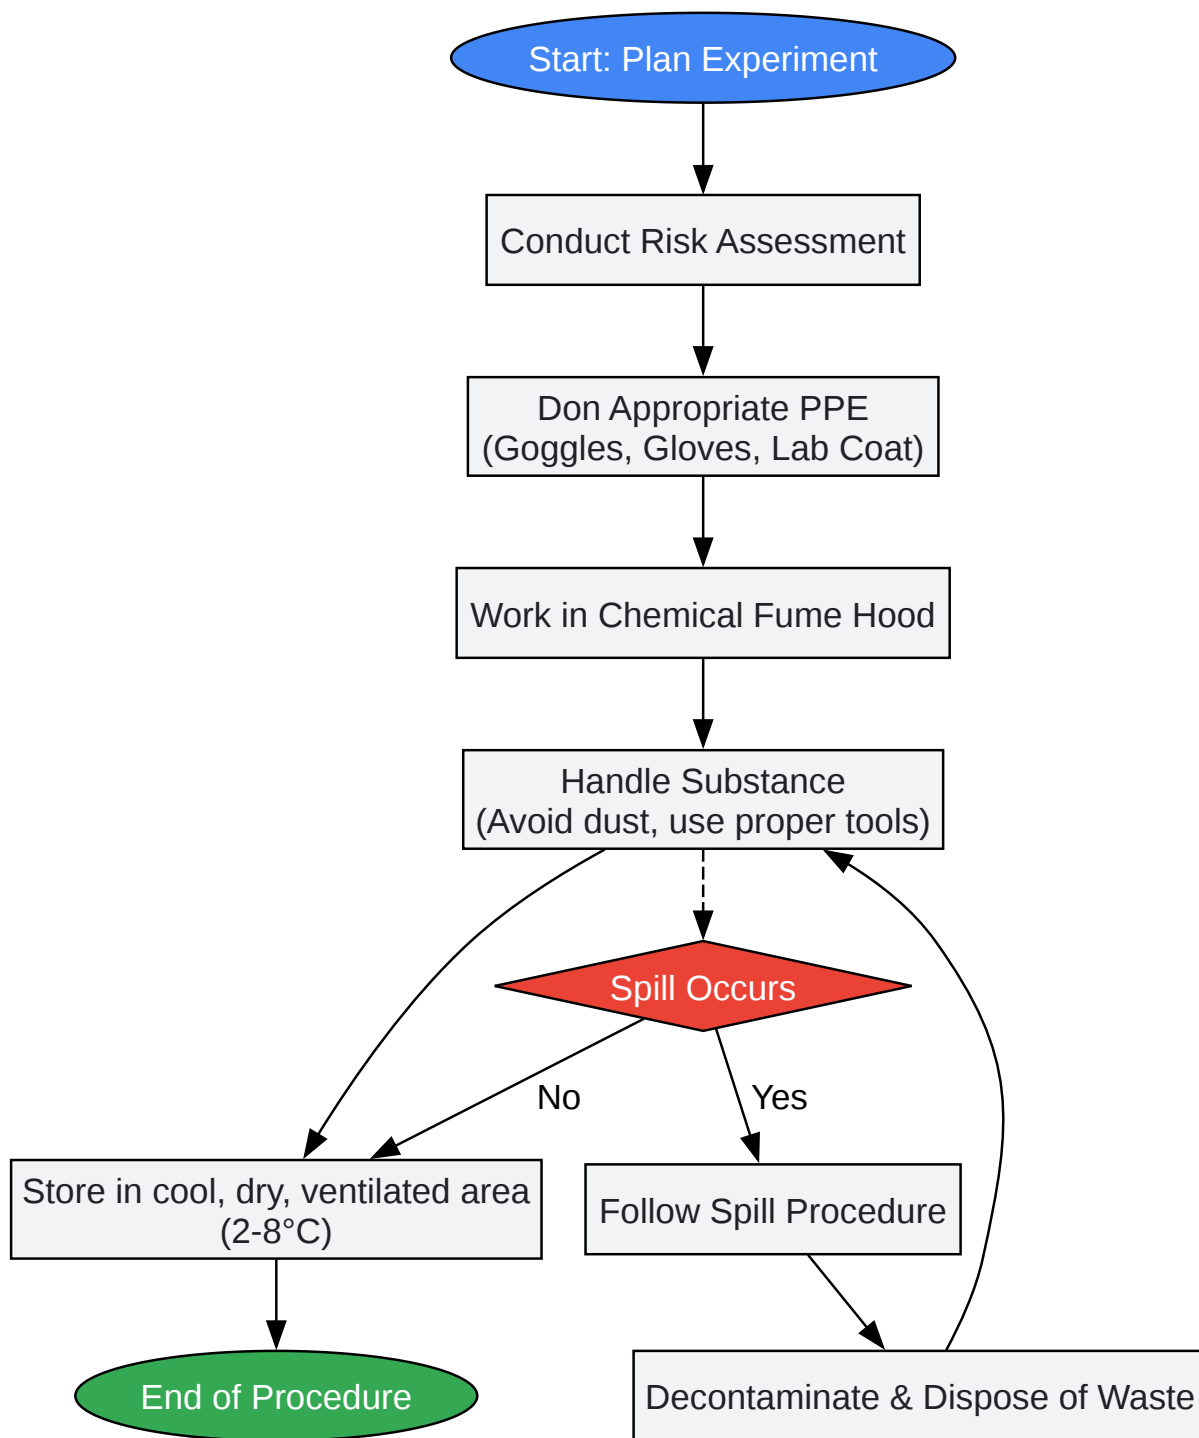 Start: Plan Experiment
Conduct Risk Assessment
Don Appropriate PPE
(Goggles, Gloves, Lab Coat)
Work in Chemical Fume Hood
Handle Substance
(Avoid dust, use proper tools)
Spill Occurs
No
Yes
Store in cool, dry, ventilated area
(2-8°C)
Follow Spill Procedure
End of Procedure
Decontaminate & Dispose of Waste